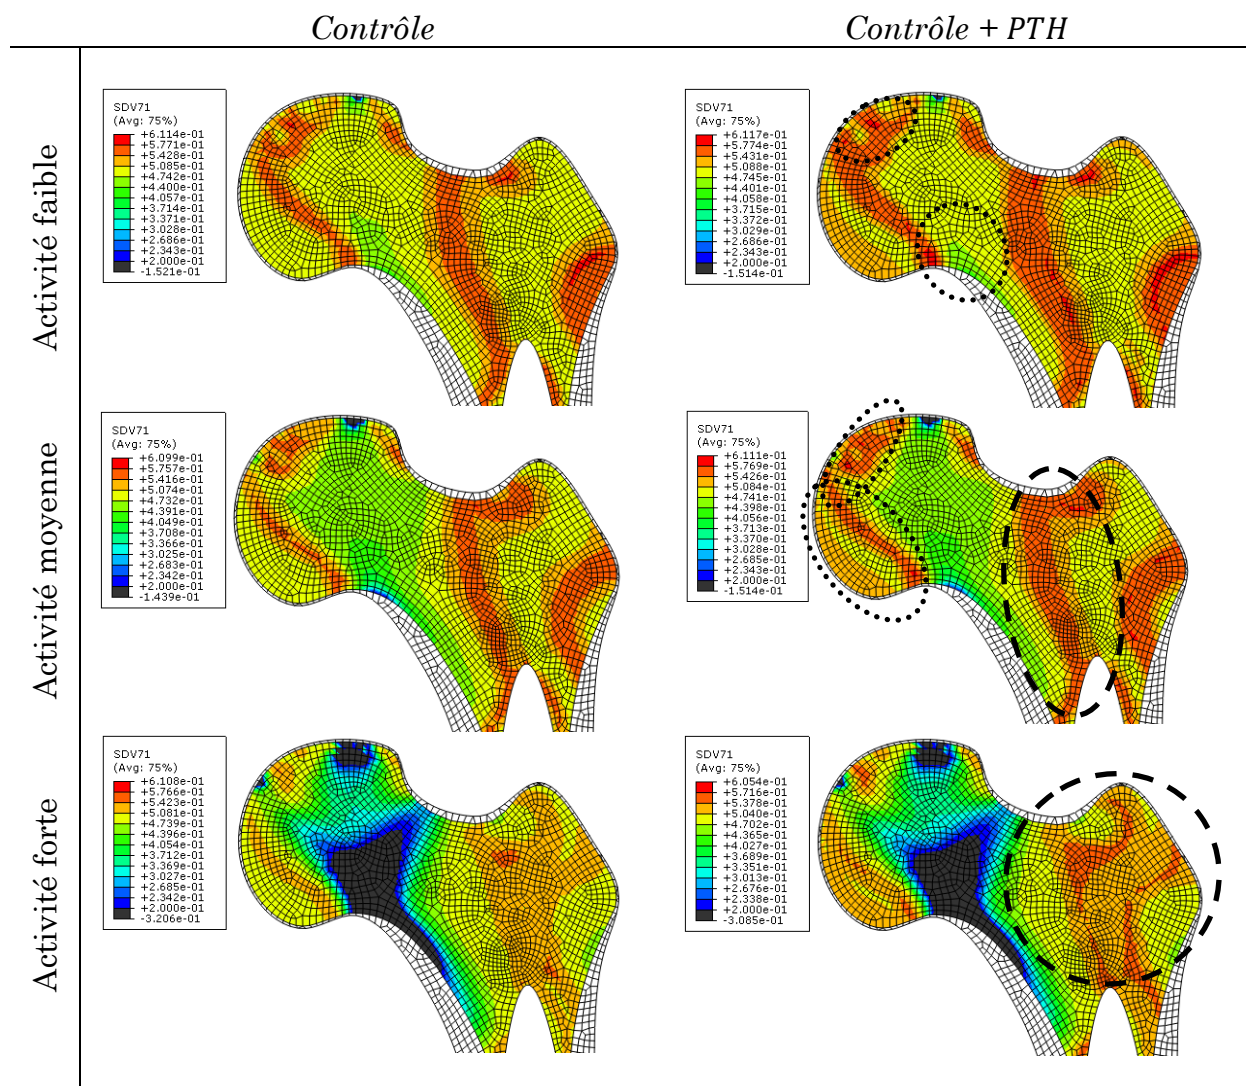 Contrôle
Contrôle + PTH
Activité faible
SDV71
(Avg: 75%)
+6.114e-01
+5.771e-01
+5.428e-01
+5.085e-01
+4.742e-01
+4.400e-01
+4.057e-01
+3.714e-01
+3.371e-01
+3.028e-01
+2.686e-01
+2.343e-01
+2.000e-01
-1.521e-01
SDV71
(Avg: 75%)
+6.117e-01
+5.774e-01
+5.431e-01
+5.088e-01
+4.745e-01
+4.401e-01
+4.058e-01
+3.715e-01
+3.372e-01
+3.029e-01
+2.686e-01
+2.343e-01
+2.000e-01
-1.514e-01
Activité moyenne
SDV71
(Avg: 75%)
+6.099e-01
+5.757e-01
+5.416e-01
+5.074e-01
+4.732e-01
+4.391e-01
+4.049e-01
+3.708e-01
+3.366e-01
+3.025e-01
+2.683e-01
+2.342e-01
+2.000e-01
-1.439e-01
SDV71
(Avg: 75%)
+6.111e-01
+5.769e-01
+5.426e-01
+5.084e-01
+4.741e-01
+4.398e-01
+4.056e-01
+3.713e-01
+3.370e-01
+3.028e-01
+2.685e-01
+2.343e-01
+2.000e-01
-1.514e-01
Activité forte
SDV71
(Avg: 75%)
+6.108e-01
+5.766e-01
+5.423e-01
+5.081e-01
+4.739e-01
+4.396e-01
+4.054e-01
+3.712e-01
+3.369e-01
+3.027e-01
+2.685e-01
+2.342e-01
+2.000e-01
-3.206e-01
SDV71
(Avg: 75%)
+6.054e-01
+5.716e-01
+5.378e-01
+5.040e-01
+4.702e-01
+4.365e-01
+4.027e-01
+3.689e-01
+3.351e-01
+3.013e-01
+2.676e-01
+2.338e-01
+2.000e-01
-3.085e-01